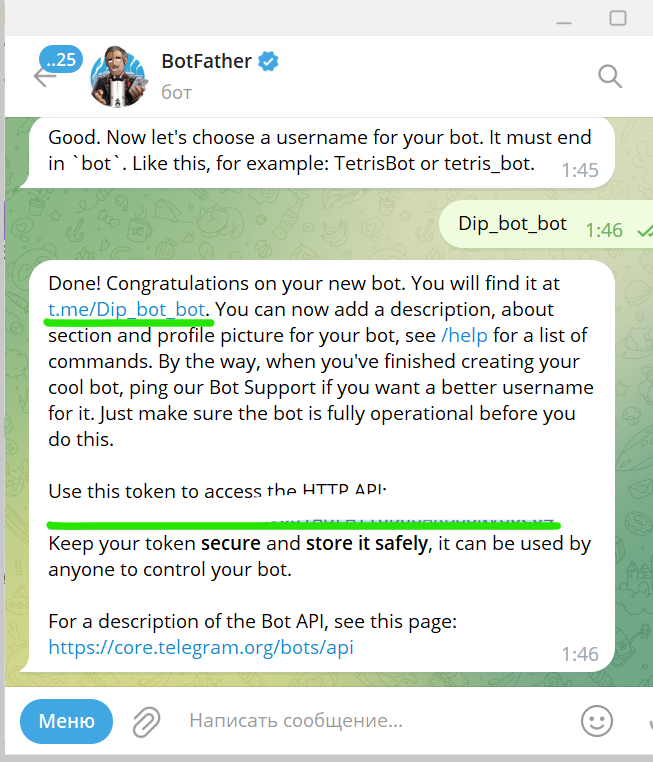 ..25
BotFather
бот
Good. Now let's choose a username for your bot. It must end
in `bot`. Like this, for example: TetrisBot or tetris_bot.
1:45
Dip_bot_bot
1:46
Done! Congratulations on your new bot. You will find it at
t.me/Dip_bot_bot. You can now add a description, about
section and profile picture for your bot, see /help for a list of
commands. By the way, when you've finished creating your
cool bot, ping our Bot Support if you want a better username
for it. Just make sure the bot is fully operational before you
do this.
Use this token to access the HTTP API:
Keep your token secure and store it safely, it can be used by
anyone to control your bot.
For a description of the Bot API, see this page:
https://core.telegram.org/bots/api
1:46
Меню
Написать сообщение...